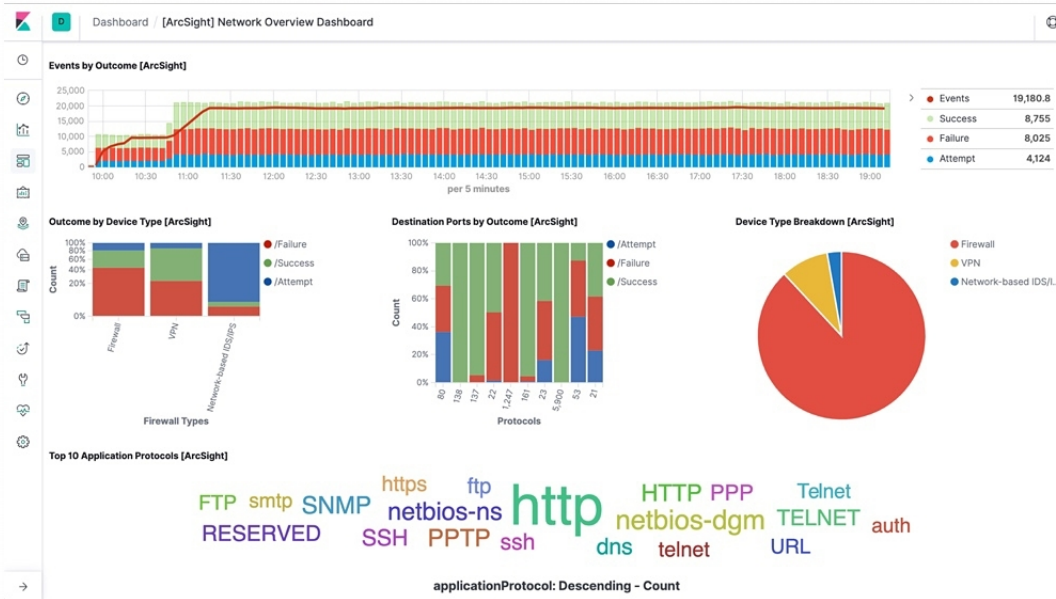 D Dashboard / [ArcSight] Network Overview Dashboard
Events by Outcome [ArcSight]
25,000
20,000
15,000
10,000
5,000
0
10:00 10:30 11:00 11:30 12:00 12:30 13:00 13:30 14:00 14:30 15:00 15:30 16:00 16:30 17:00 17:30 18:00 18:30 19:00
per 5 minutes
Events 19,180.8
Success 8,755
Failure 8,025
Attempt 4,124
Outcome by Device Type [ArcSight]
100%
80%
60%
40%
20%
0%
Count
Firewall
VPN
Network-based IDS/IPS
Firewall Types
/Failure
/Success
/Attempt
Destination Ports by Outcome [ArcSight]
100%
80%
60%
40%
20%
0%
Count
80 138 137 22 1,247 161 23 5,900 53 21
Protocols
/Attempt
/Failure
/Success
Device Type Breakdown [ArcSight]
Firewall
VPN
Network-based IDS/I...
Top 10 Application Protocols [ArcSight]
https ftp http HTTP PPP Telnet
FTP smtp SNMP netbios-ns netbios-dgm TELNET auth
RESERVED SSH PPTP ssh dns telnet URL
applicationProtocol: Descending - Count